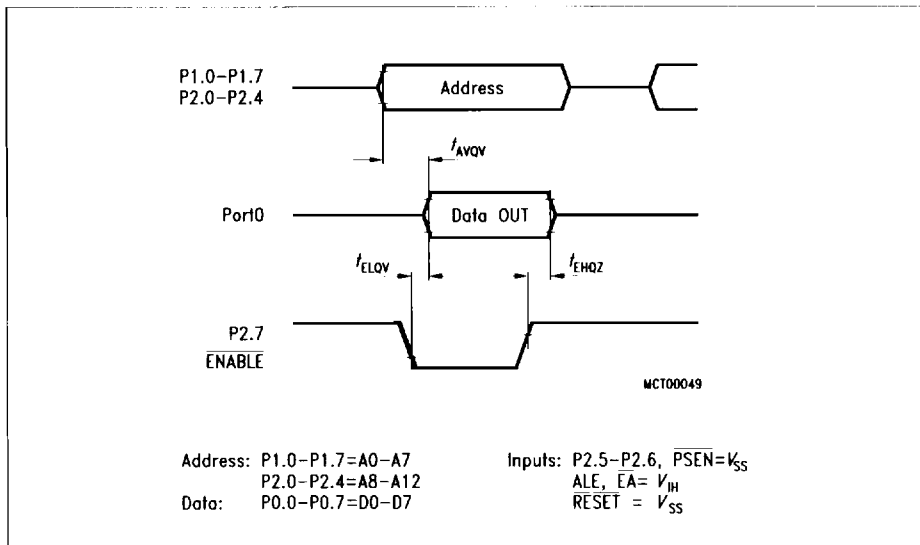 P1.0–P1.7
P2.0–P2.4
Address
tAVQV
Port0
Data OUT
tELQV
tEHQZ
P2.7
ENABLE
MCT00049
Address: P1.0–P1.7=A0–A7
P2.0–P2.4=A8–A12
Data: P0.0–P0.7=D0–D7
Inputs: P2.5–P2.6, PSEN=VSS
ALE, EA= VIH
RESET = VSS